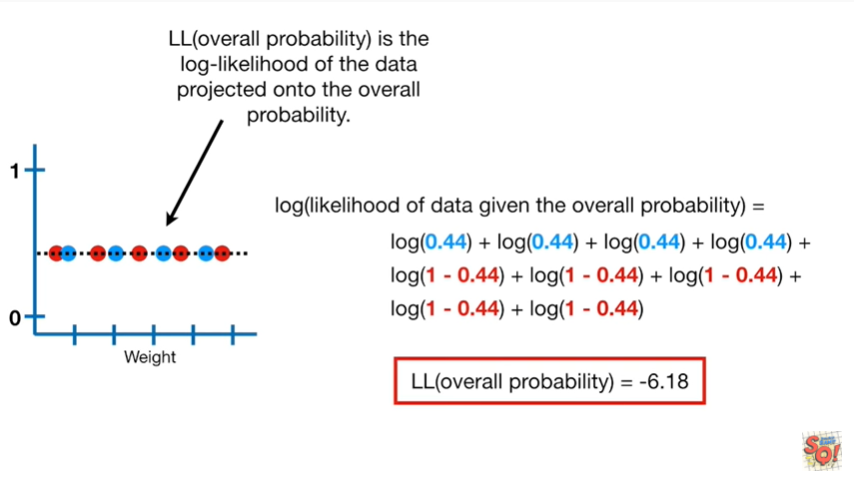 LL(overall probability) is the
log-likelihood of the data
projected onto the overall
probability.
1
0
Weight
log(likelihood of data given the overall probability) =
log(0.44) + log(0.44) + log(0.44) + log(0.44) +
log(1 - 0.44) + log(1 - 0.44) + log(1 - 0.44) +
log(1 - 0.44) + log(1 - 0.44)
LL(overall probability) = -6.18
SQ!